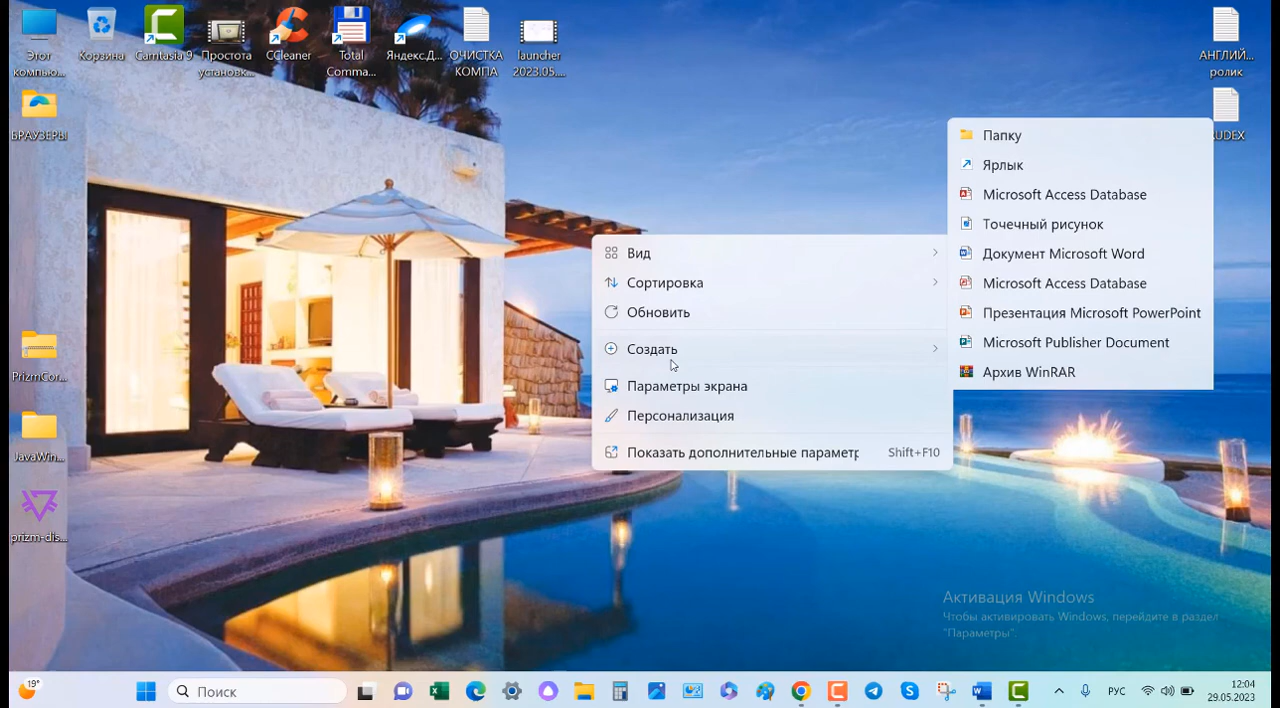 Этот компью...
Корзина
Camtasia 9
Простота установк...
CCleaner
Total Comma...
Яндекс.Д...
ОЧИСТКА КОМПА
launcher 2023.05....
АНГЛИЙ... ролик
БРАУЗЕРЫ
UDEX
PrizmCor...
JavaWin...
prizm-dis...
Вид
Сортировка
Обновить
Создать
Параметры экрана
Персонализация
Показать дополнительные параметр Shift+F10
Папку
Ярлык
Microsoft Access Database
Точечный рисунок
Документ Microsoft Word
Microsoft Access Database
Презентация Microsoft PowerPoint
Microsoft Publisher Document
Архив WinRAR
Активация Windows
Чтобы активировать Windows, перейдите в раздел
"Параметры".
19°
Поиск
РУС
12:04
29.05.2023